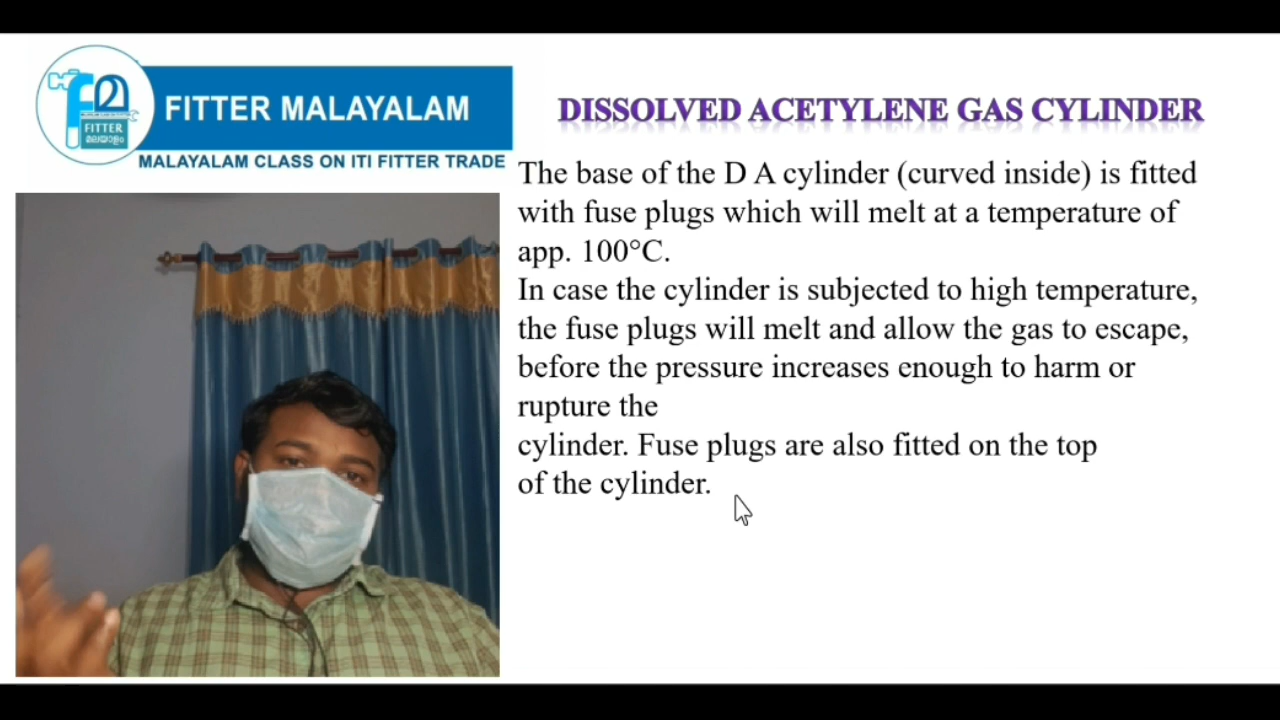 FITTER
മലയാളം
FITTER MALAYALAM
MALAYALAM CLASS ON ITI FITTER TRADE
DISSOLVED ACETYLENE GAS CYLINDER
The base of the D A cylinder (curved inside) is fitted
with fuse plugs which will melt at a temperature of
app. 100°C.
In case the cylinder is subjected to high temperature,
the fuse plugs will melt and allow the gas to escape,
before the pressure increases enough to harm or
rupture the
cylinder. Fuse plugs are also fitted on the top
of the cylinder.